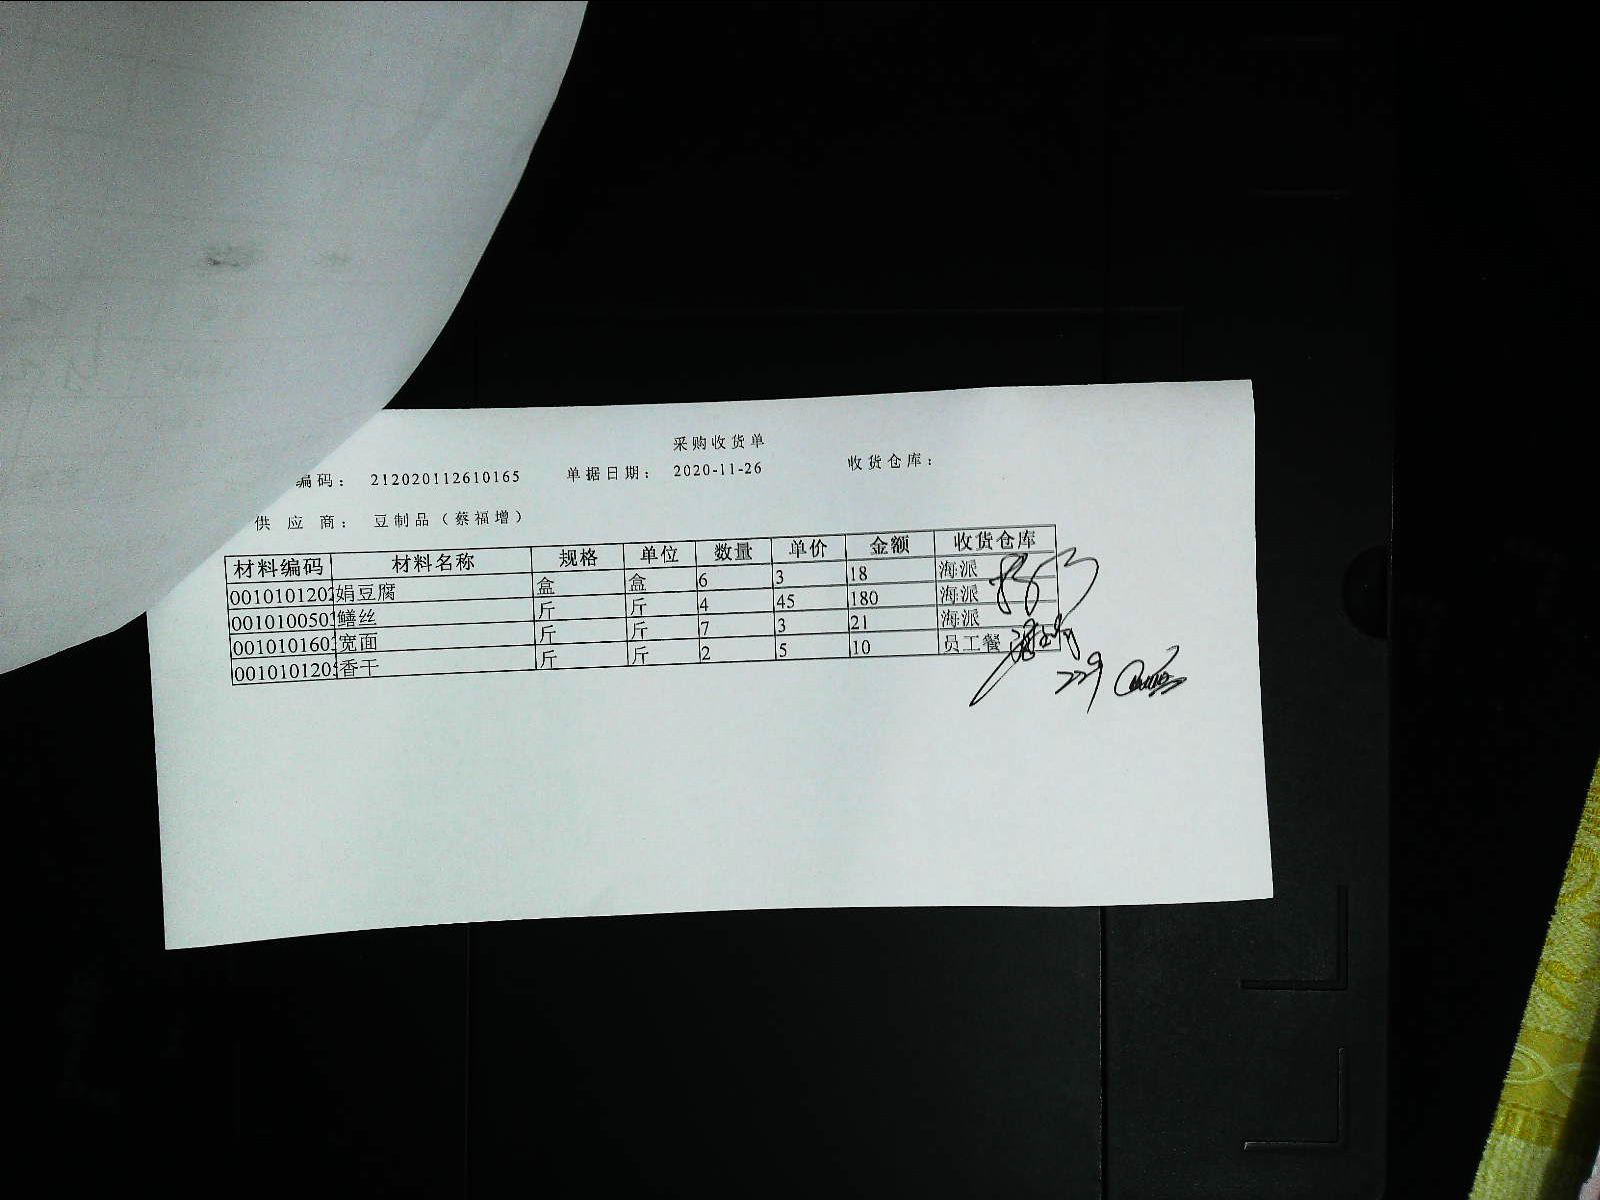 采购收货单
编码： 212020112610165 单据日期： 2020-11-26 收货仓库：
供应商： 豆制品（蔡福增）
材料编码 材料名称 规格 单位 数量 单价 金额 收货仓库
0010101202 娟豆腐 盒 盒 6 3 18 海派
001010050 鳝丝 斤 斤 4 45 180 海派
001010160 宽面 斤 斤 7 3 21 海派
001010120 香干 斤 斤 2 5 10 员工餐